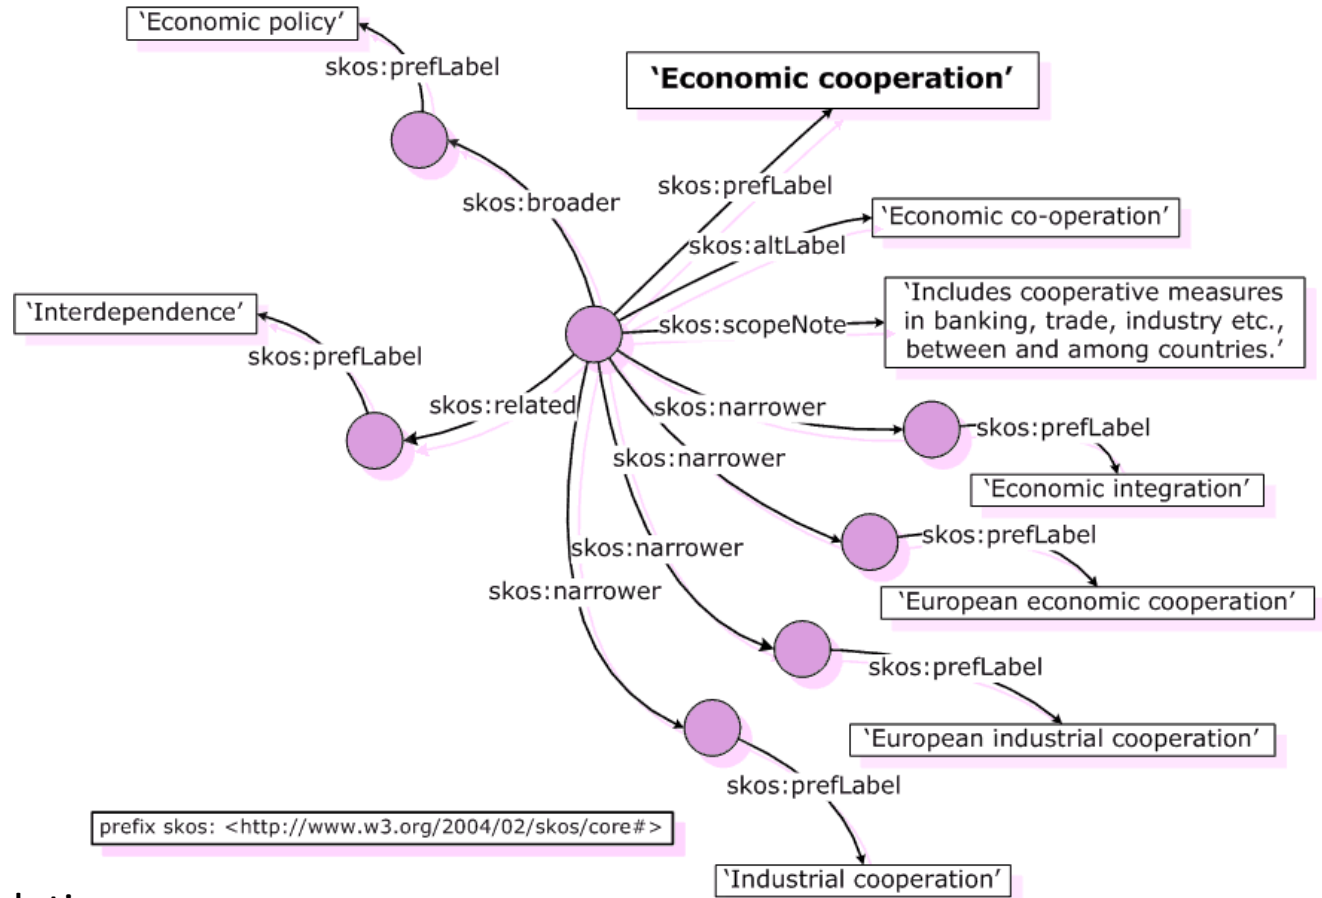 ‘Economic policy’
skos:prefLabel
‘Economic cooperation’
skos:prefLabel
skos:broader
‘Economic co-operation’
skos:altLabel
‘Includes cooperative measures
in banking, trade, industry etc.,
between and among countries.’
skos:scopeNote
‘Interdependence’
skos:prefLabel
skos:related
skos:narrower
skos:prefLabel
‘Economic integration’
skos:narrower
skos:prefLabel
‘European economic cooperation’
skos:narrower
skos:prefLabel
‘European industrial cooperation’
skos:narrower
skos:prefLabel
‘Industrial cooperation’
prefix skos: <http://www.w3.org/2004/02/skos/core#>